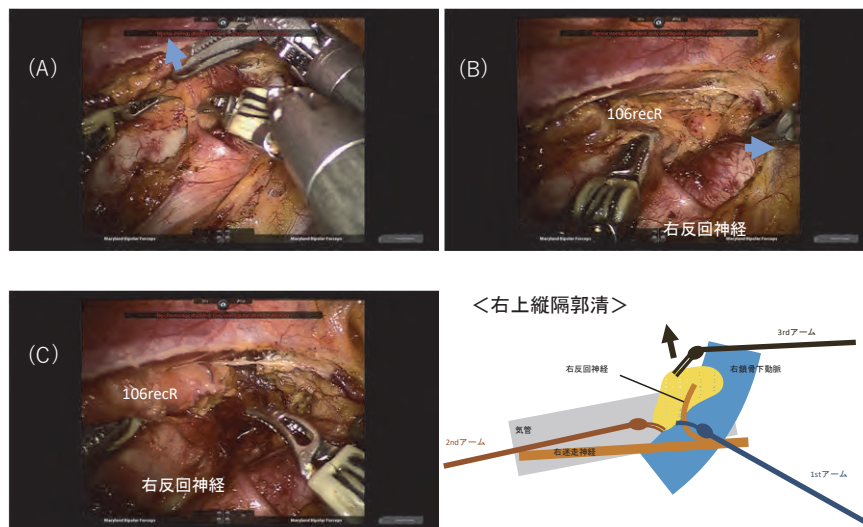 (A)
Maryland Bipolar Forceps
Maryland Bipolar Forceps
(B)
106recR
右反回神経
Maryland Bipolar Forceps
Maryland Bipolar Forceps
(C)
106recR
右反回神経
Maryland Bipolar Forceps
Maryland Bipolar Forceps
<右上縦隔郭清>
3rdアーム
右反回神経
右鎖骨下動脈
気管
2ndアーム
右迷走神経
1stアーム